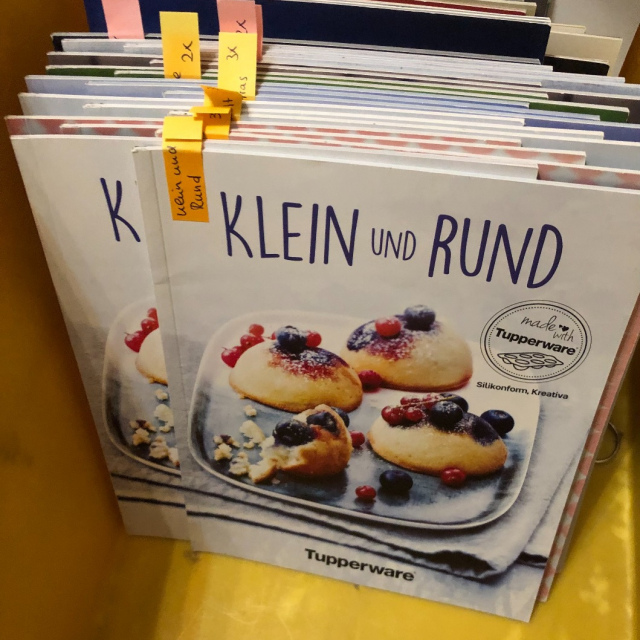 2x
3x
2x
klein und
Rund
K
KLEIN UND RUND
made
with
Tupperware
Silikonform, Kreativa
Tupperware